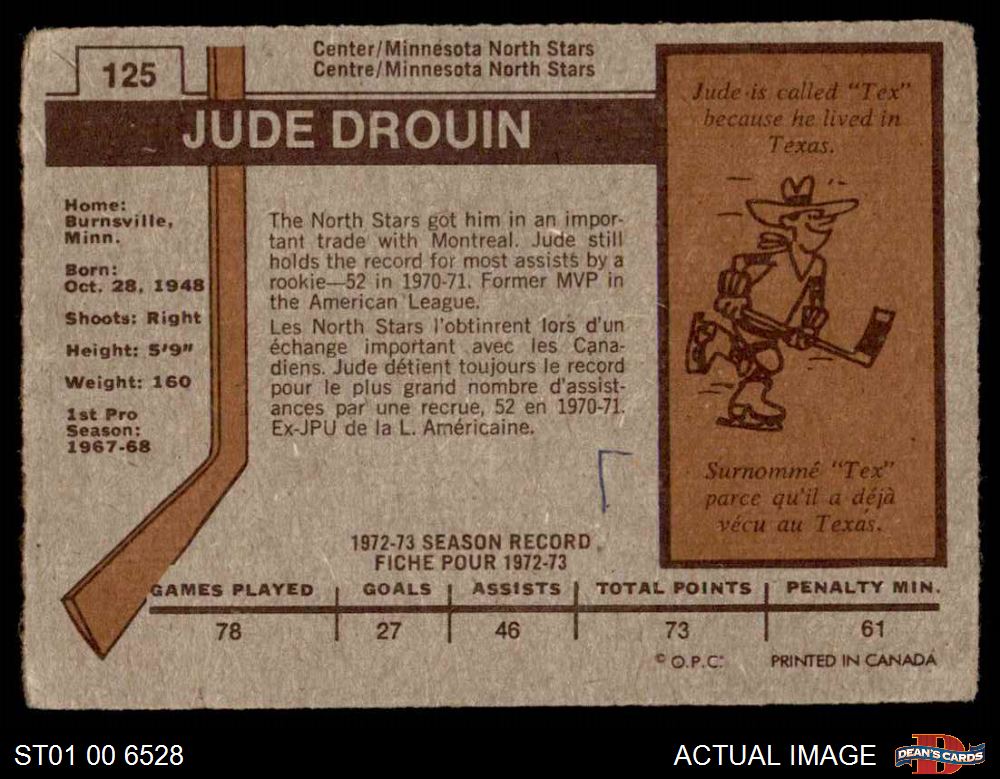 125
Center/Minnesota North Stars
Centre/Minnesota North Stars
JUDE DROUIN
Jude is called "Tex"
because he lived in
Texas.
Home:
Burnsville,
Minn.
Born:
Oct. 28, 1948
Shoots: Right
Height: 5'9"
Weight: 160
1st Pro
Season:
1967-68
The North Stars got him in an impor-
tant trade with Montreal. Jude still
holds the record for most assists by a
rookie—52 in 1970-71. Former MVP in
the American League.
Les North Stars l'obtinrent lors d'un
échange important avec les Cana-
diens. Jude détient toujours le record
pour le plus grand nombre d'assist-
ances par une recrue, 52 en 1970-71.
Ex-JPU de la L. Américaine.
Surnommé "Tex"
parce qu'il a déjà
vécu au Texas.
1972-73 SEASON RECORD
FICHE POUR 1972-73
GAMES PLAYED GOALS ASSISTS TOTAL POINTS PENALTY MIN.
78 27 46 73 61
© O.P.C. PRINTED IN CANADA
ST01 00 6528
ACTUAL IMAGE
DEAN'S CARDS